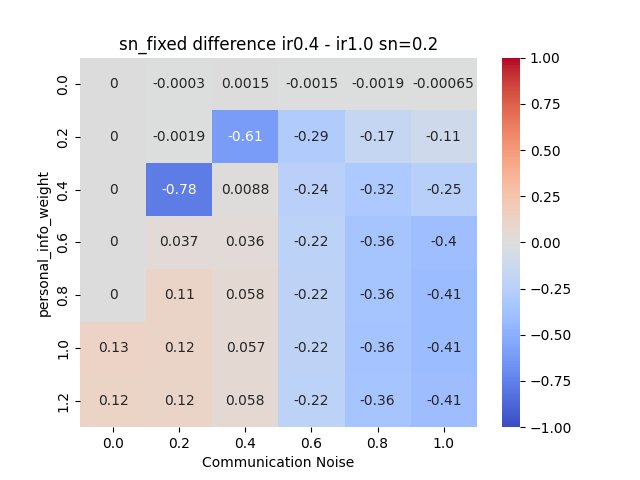 sn_fixed difference ir0.4 - ir1.0 sn=0.2
personal_info_weight
0.0 0 -0.0003 0.0015 -0.0015 -0.0019 -0.00065
0.2 0 -0.0019 -0.61 -0.29 -0.17 -0.11
0.4 0 -0.78 0.0088 -0.24 -0.32 -0.25
0.6 0 0.037 0.036 -0.22 -0.36 -0.4
0.8 0 0.11 0.058 -0.22 -0.36 -0.41
1.0 0.13 0.12 0.057 -0.22 -0.36 -0.41
1.2 0.12 0.12 0.058 -0.22 -0.36 -0.41
0.0 0.2 0.4 0.6 0.8 1.0
Communication Noise
1.00
0.75
0.50
0.25
0.00
−0.25
−0.50
−0.75
−1.00